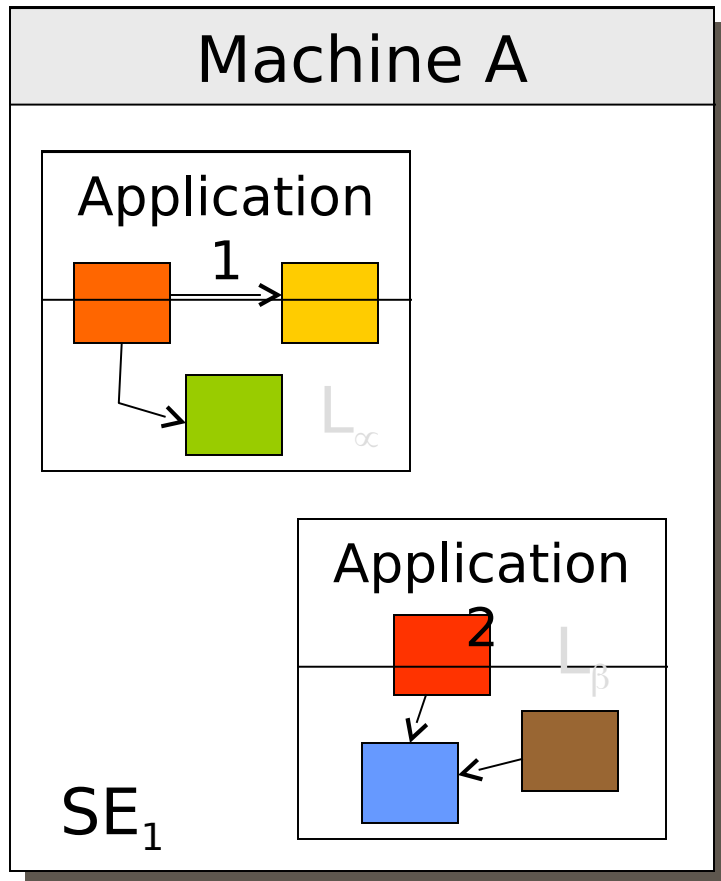 Machine A
Application
1
L∝
Application
2
Lβ
SE1